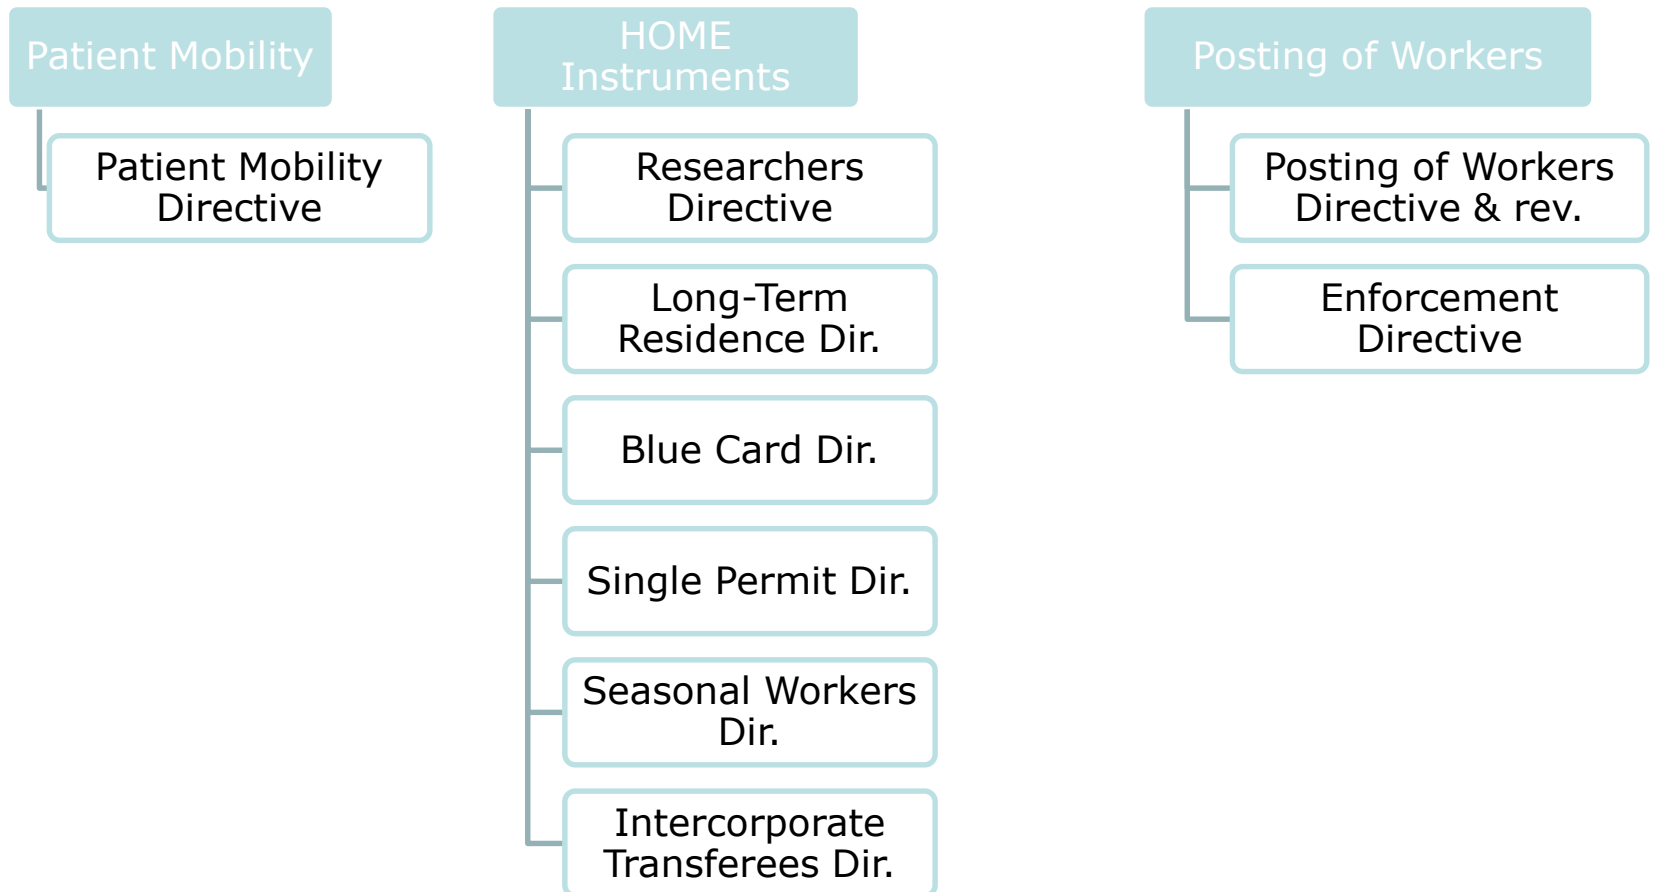 Patient Mobility
Patient Mobility
Directive
HOME
Instruments
Researchers
Directive
Long-Term
Residence Dir.
Blue Card Dir.
Single Permit Dir.
Seasonal Workers
Dir.
Intercorporate
Transferees Dir.
Posting of Workers
Posting of Workers
Directive & rev.
Enforcement
Directive